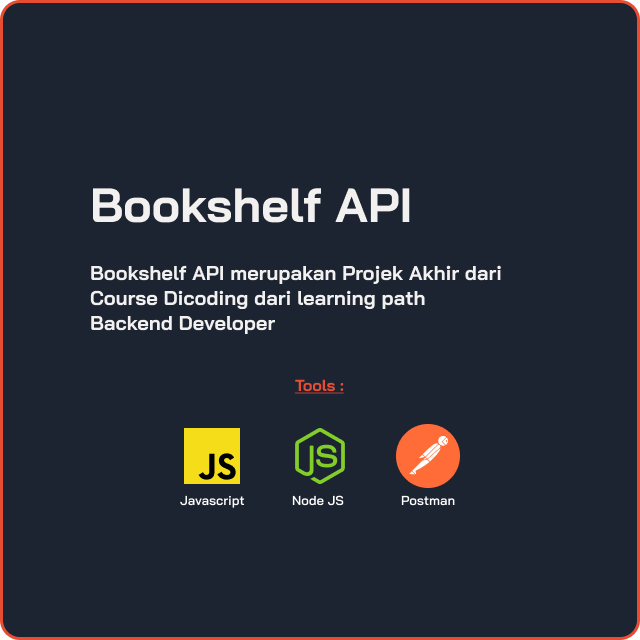 Bookshelf API
Bookshelf API merupakan Projek Akhir dari
Course Dicoding dari learning path
Backend Developer
Tools :
JS
JS
Javascript
Node JS
Postman